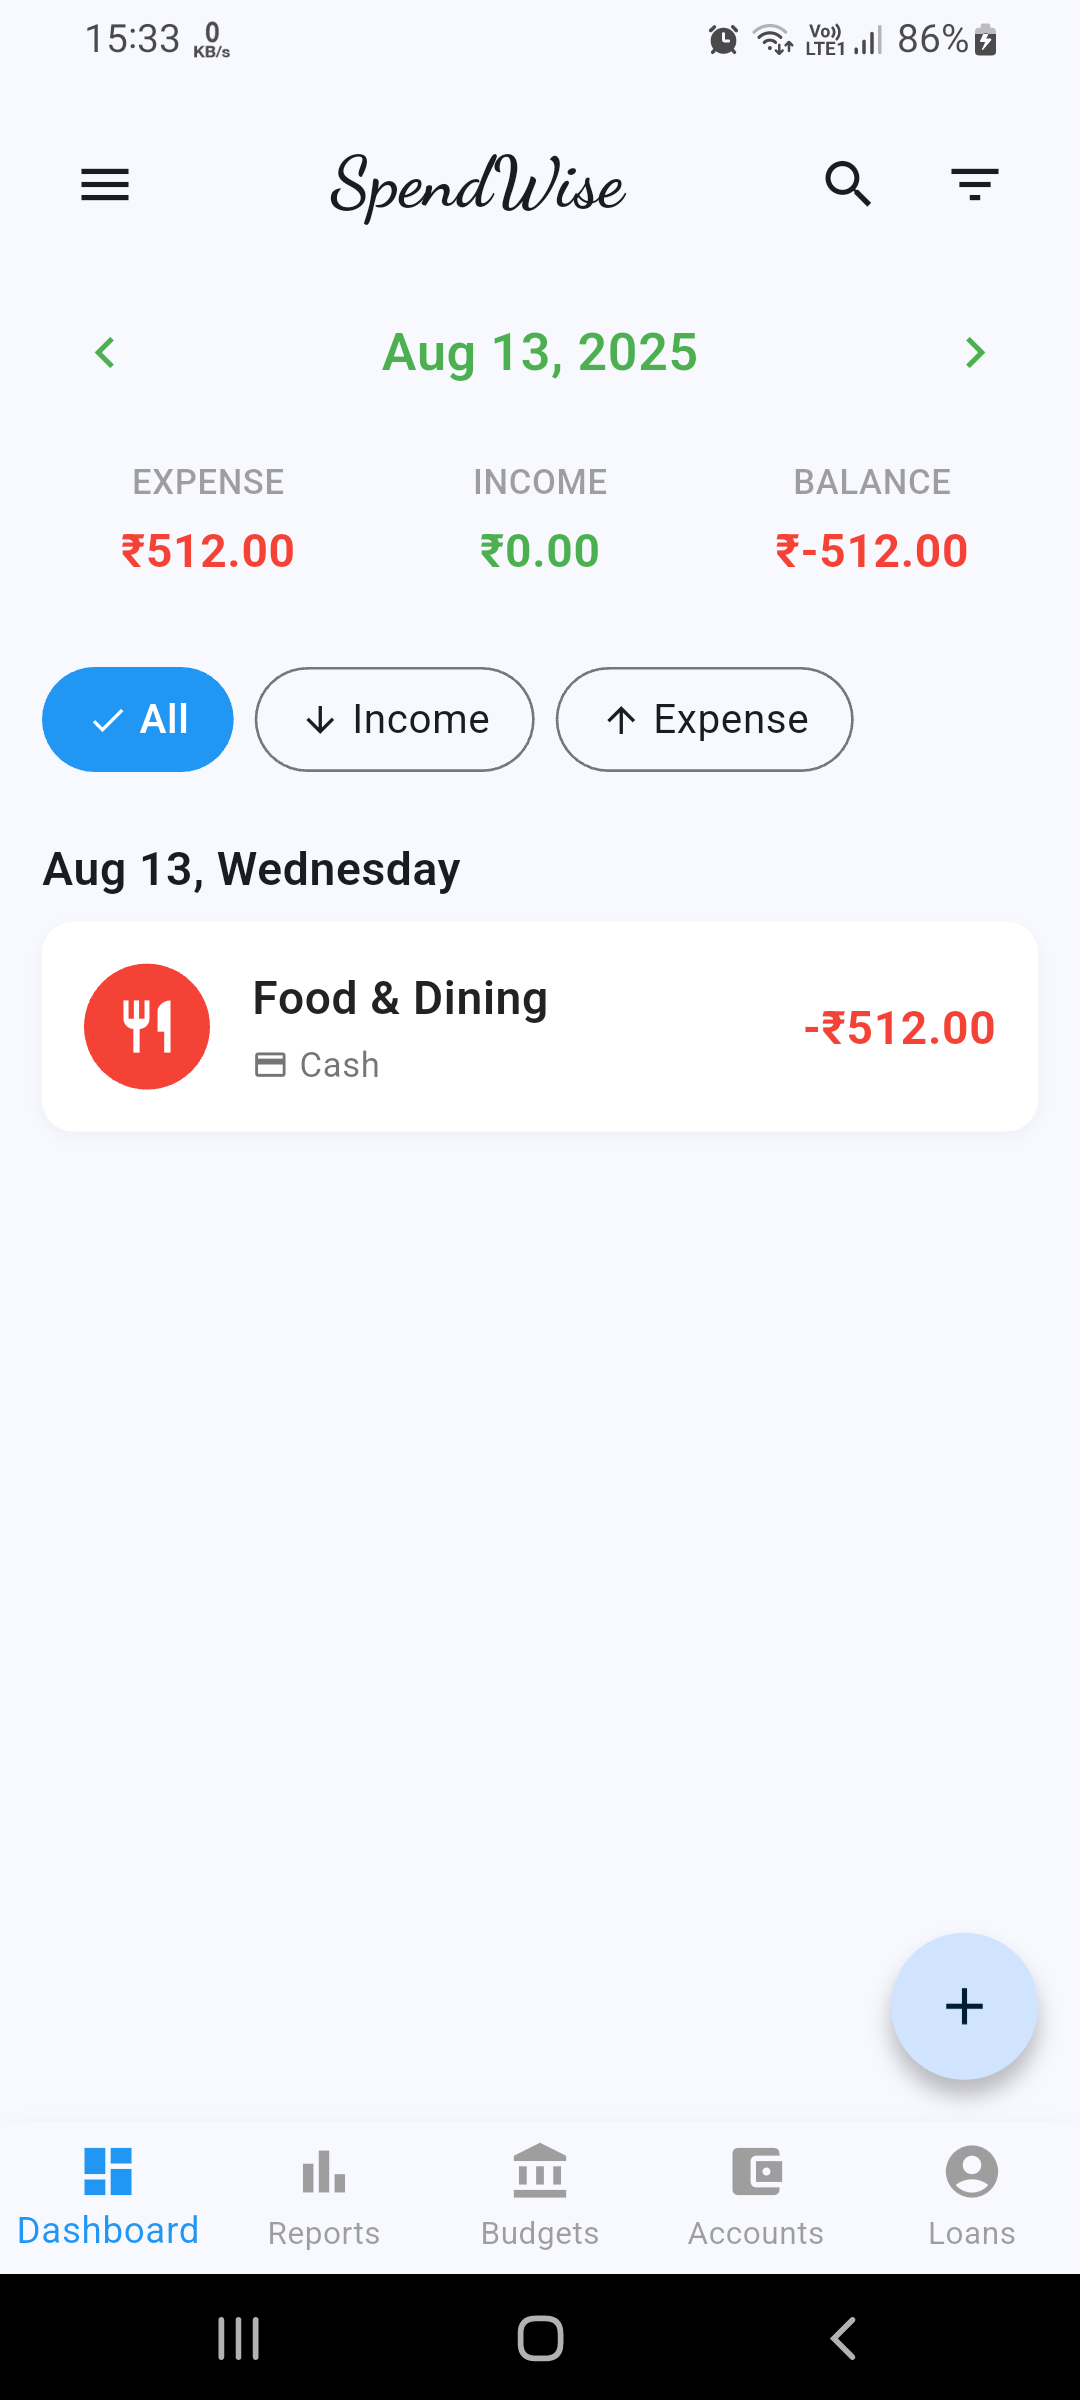 15:33 0 KB/s Vo)) LTE1 86%
SpendWise
Aug 13, 2025
EXPENSE INCOME BALANCE
₹512.00 ₹0.00 ₹-512.00
All Income Expense
Aug 13, Wednesday
Food & Dining
-₹512.00
Cash
Dashboard Reports Budgets Accounts Loans